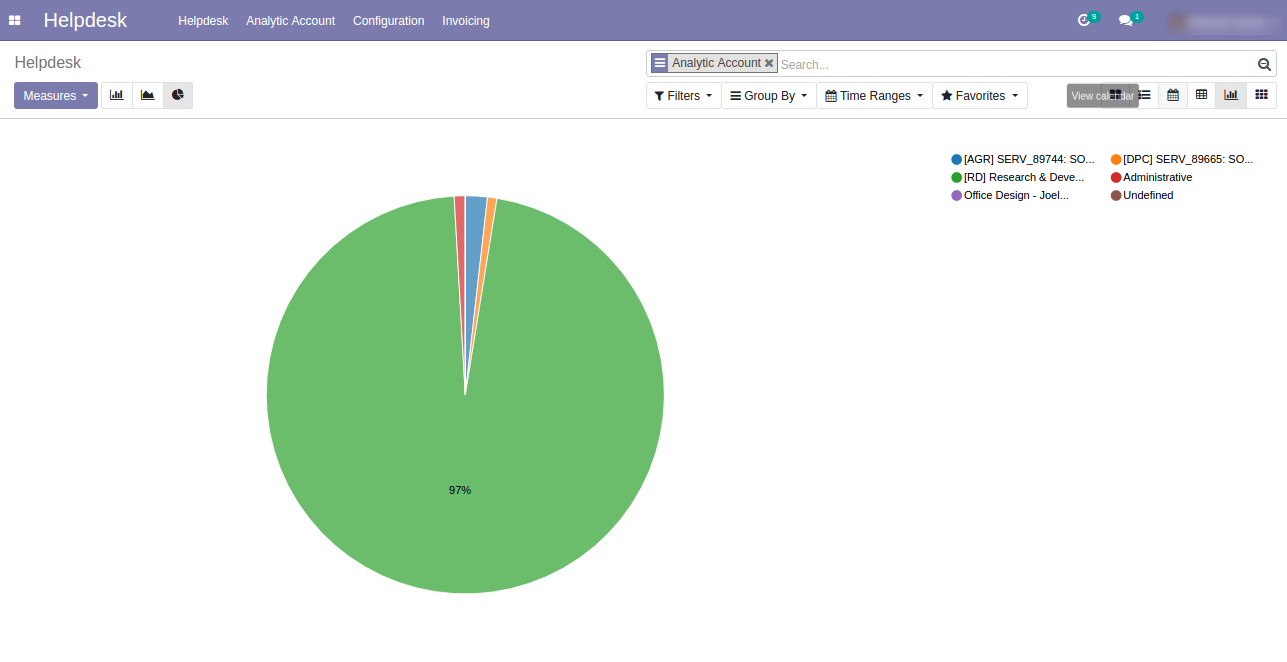 Helpdesk Helpdesk Analytic Account Configuration Invoicing 9 1
Helpdesk
Analytic Account Search...
Measures Filters Group By Time Ranges Favorites View calendar
[AGR] SERV_89744: SO... [DPC] SERV_89665: SO...
[RD] Research & Deve... Administrative
Office Design - Joel... Undefined
97%